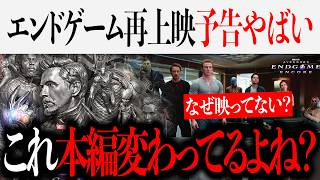 エンドゲーム再上映予告やばい
AVENGERS
ENDGAME
ENCORE
なぜ映ってない?
これ本編変わってるよね?